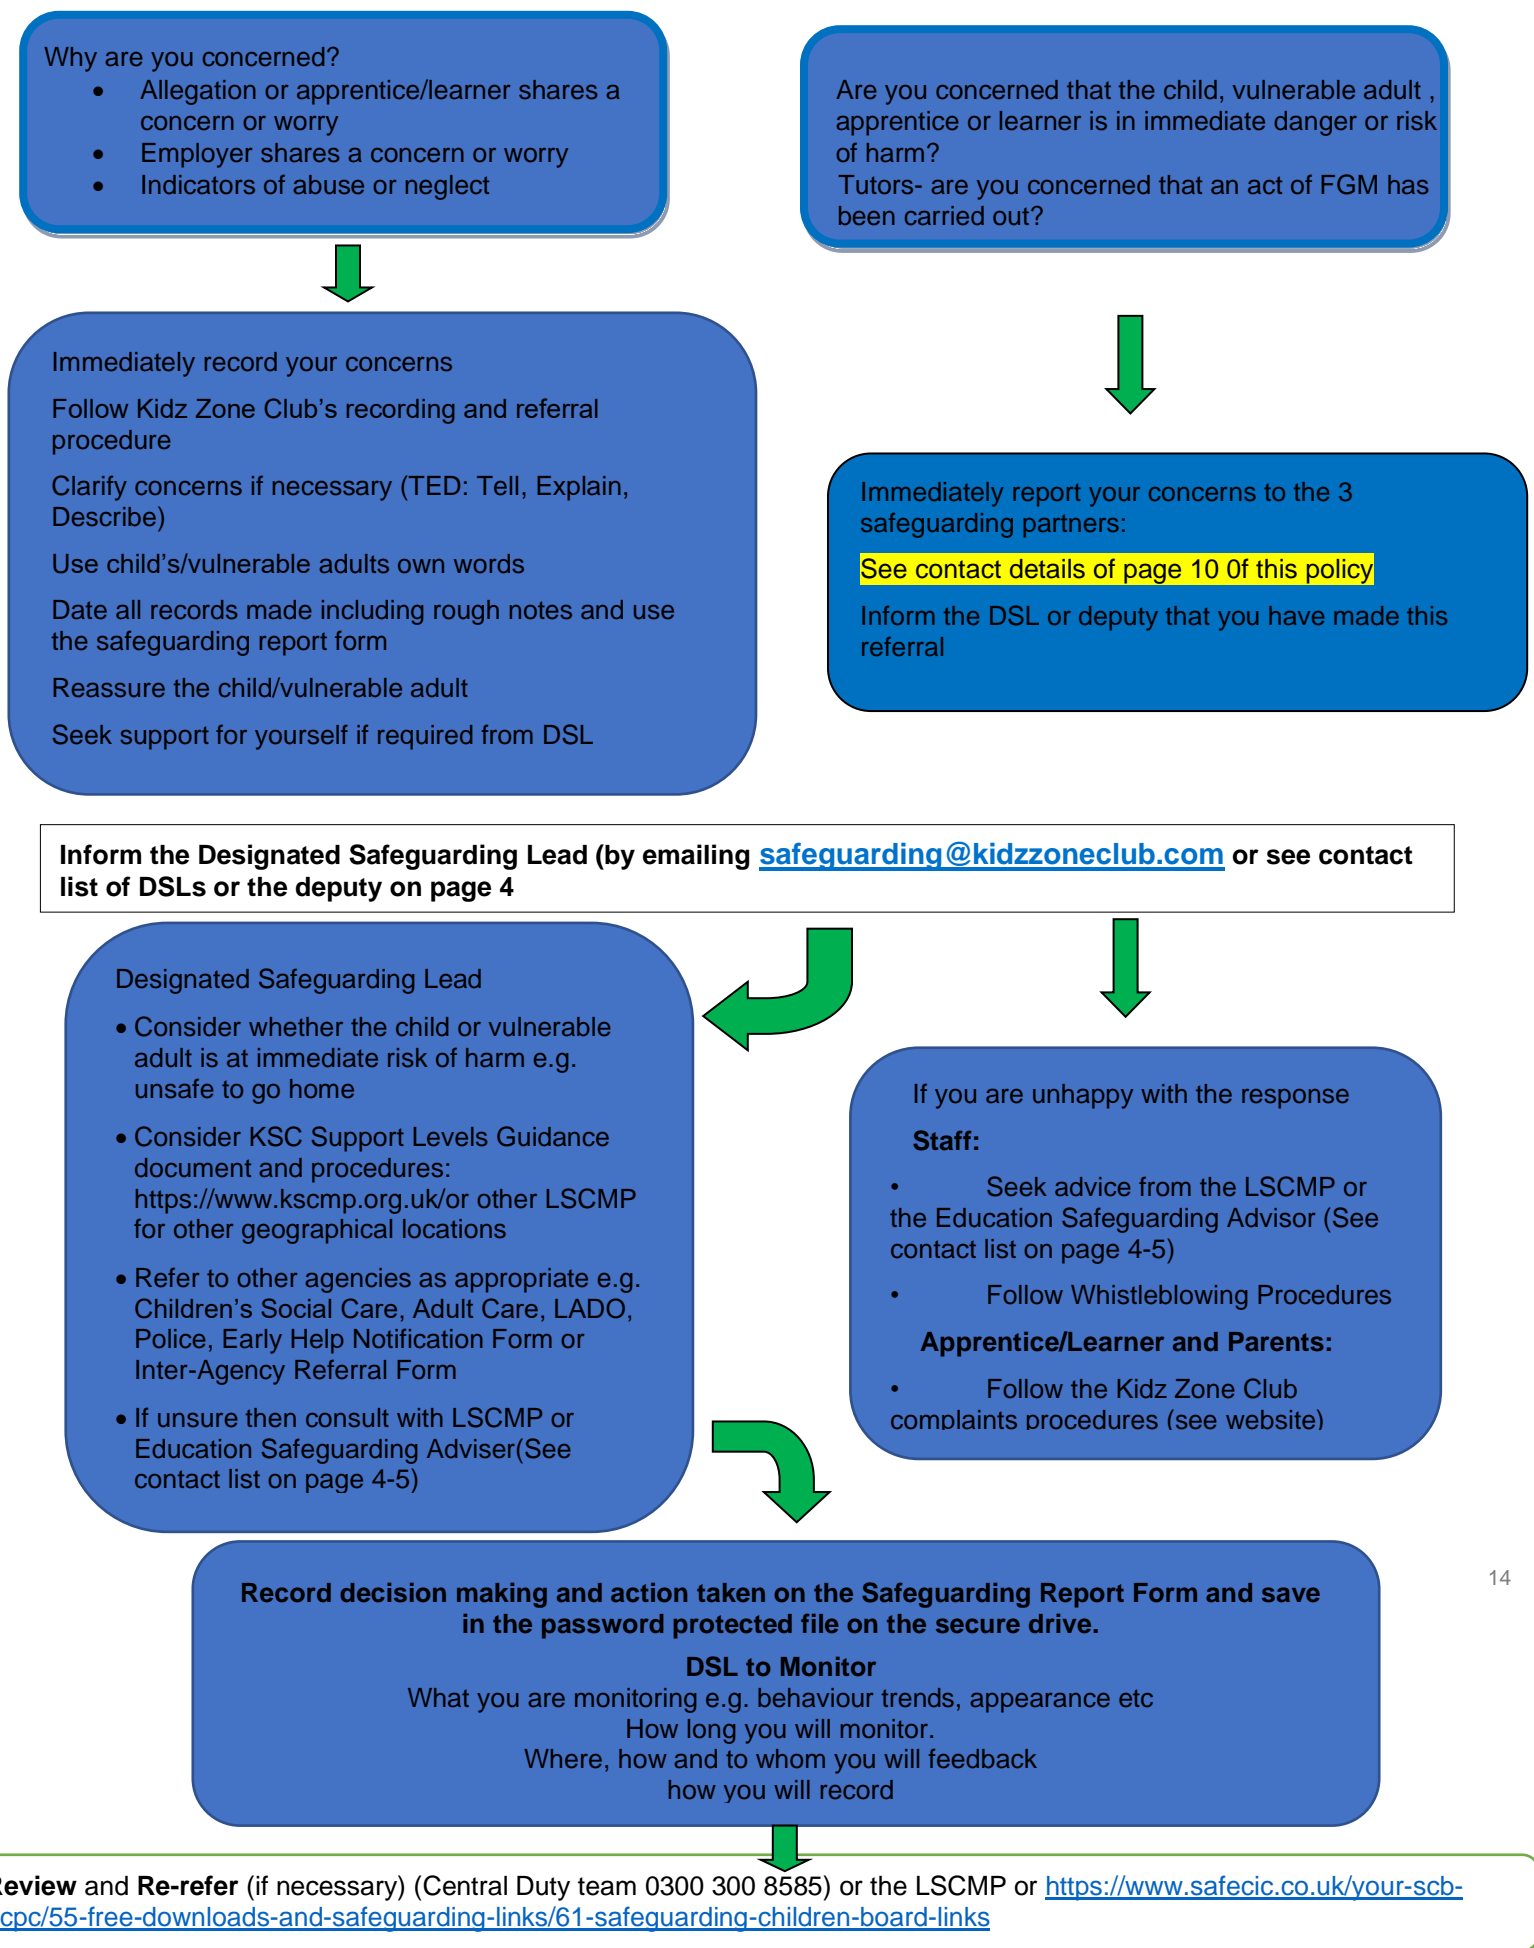 Why are you concerned?
• Allegation or apprentice/learner shares a
concern or worry
• Employer shares a concern or worry
• Indicators of abuse or neglect
Are you concerned that the child, vulnerable adult ,
apprentice or learner is in immediate danger or risk
of harm?
Tutors- are you concerned that an act of FGM has
been carried out?
Immediately record your concerns
Follow Kidz Zone Club's recording and referral
procedure
Clarify concerns if necessary (TED: Tell, Explain,
Describe)
Use child's/vulnerable adults own words
Date all records made including rough notes and use
the safeguarding report form
Reassure the child/vulnerable adult
Seek support for yourself if required from DSL
Immediately report your concerns to the 3
safeguarding partners:
See contact details of page 10 0f this policy
Inform the DSL or deputy that you have made this
referral
Inform the Designated Safeguarding Lead (by emailing safeguarding@kidzzoneclub.com or see contact
list of DSLs or the deputy on page 4
Designated Safeguarding Lead
• Consider whether the child or vulnerable
adult is at immediate risk of harm e.g.
unsafe to go home
• Consider KSC Support Levels Guidance
document and procedures:
https://www.kscmp.org.uk/or other LSCMP
for other geographical locations
• Refer to other agencies as appropriate e.g.
Children's Social Care, Adult Care, LADO,
Police, Early Help Notification Form or
Inter-Agency Referral Form
• If unsure then consult with LSCMP or
Education Safeguarding Adviser(See
contact list on page 4-5)
If you are unhappy with the response
Staff:
• Seek advice from the LSCMP or
the Education Safeguarding Advisor (See
contact list on page 4-5)
• Follow Whistleblowing Procedures
Apprentice/Learner and Parents:
• Follow the Kidz Zone Club
complaints procedures (see website)
14
Record decision making and action taken on the Safeguarding Report Form and save
in the password protected file on the secure drive.
DSL to Monitor
What you are monitoring e.g. behaviour trends, appearance etc
How long you will monitor.
Where, how and to whom you will feedback
how you will record
Review and Re-refer (if necessary) (Central Duty team 0300 300 8585) or the LSCMP or https://www.safecic.co.uk/your-scb-
cpc/55-free-downloads-and-safeguarding-links/61-safeguarding-children-board-links